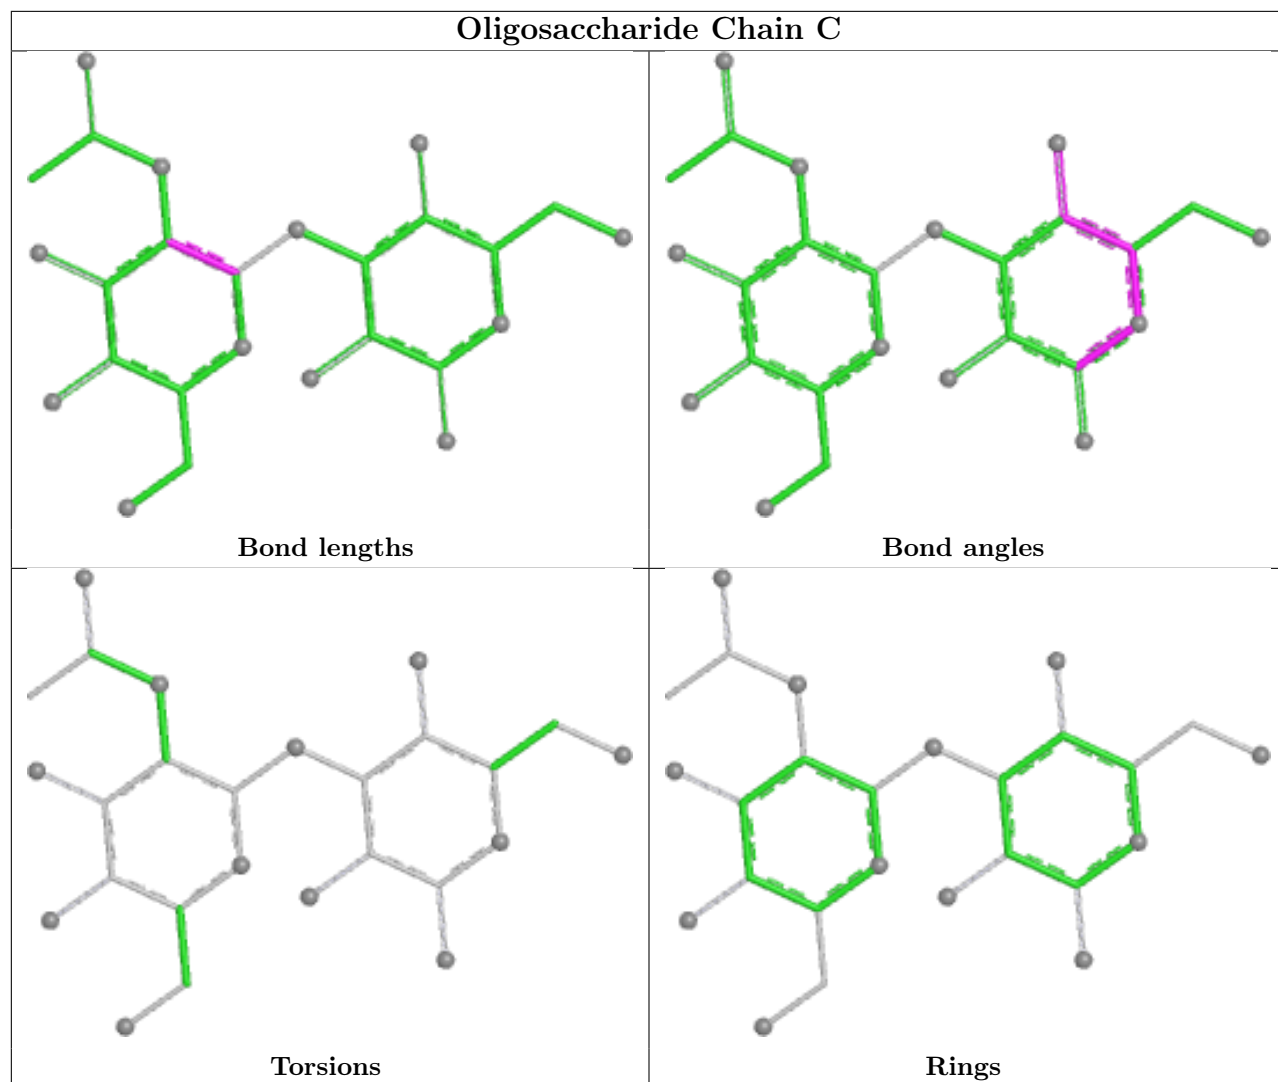 Oligosaccharide Chain C
Bond lengths
Bond angles
Torsions
Rings